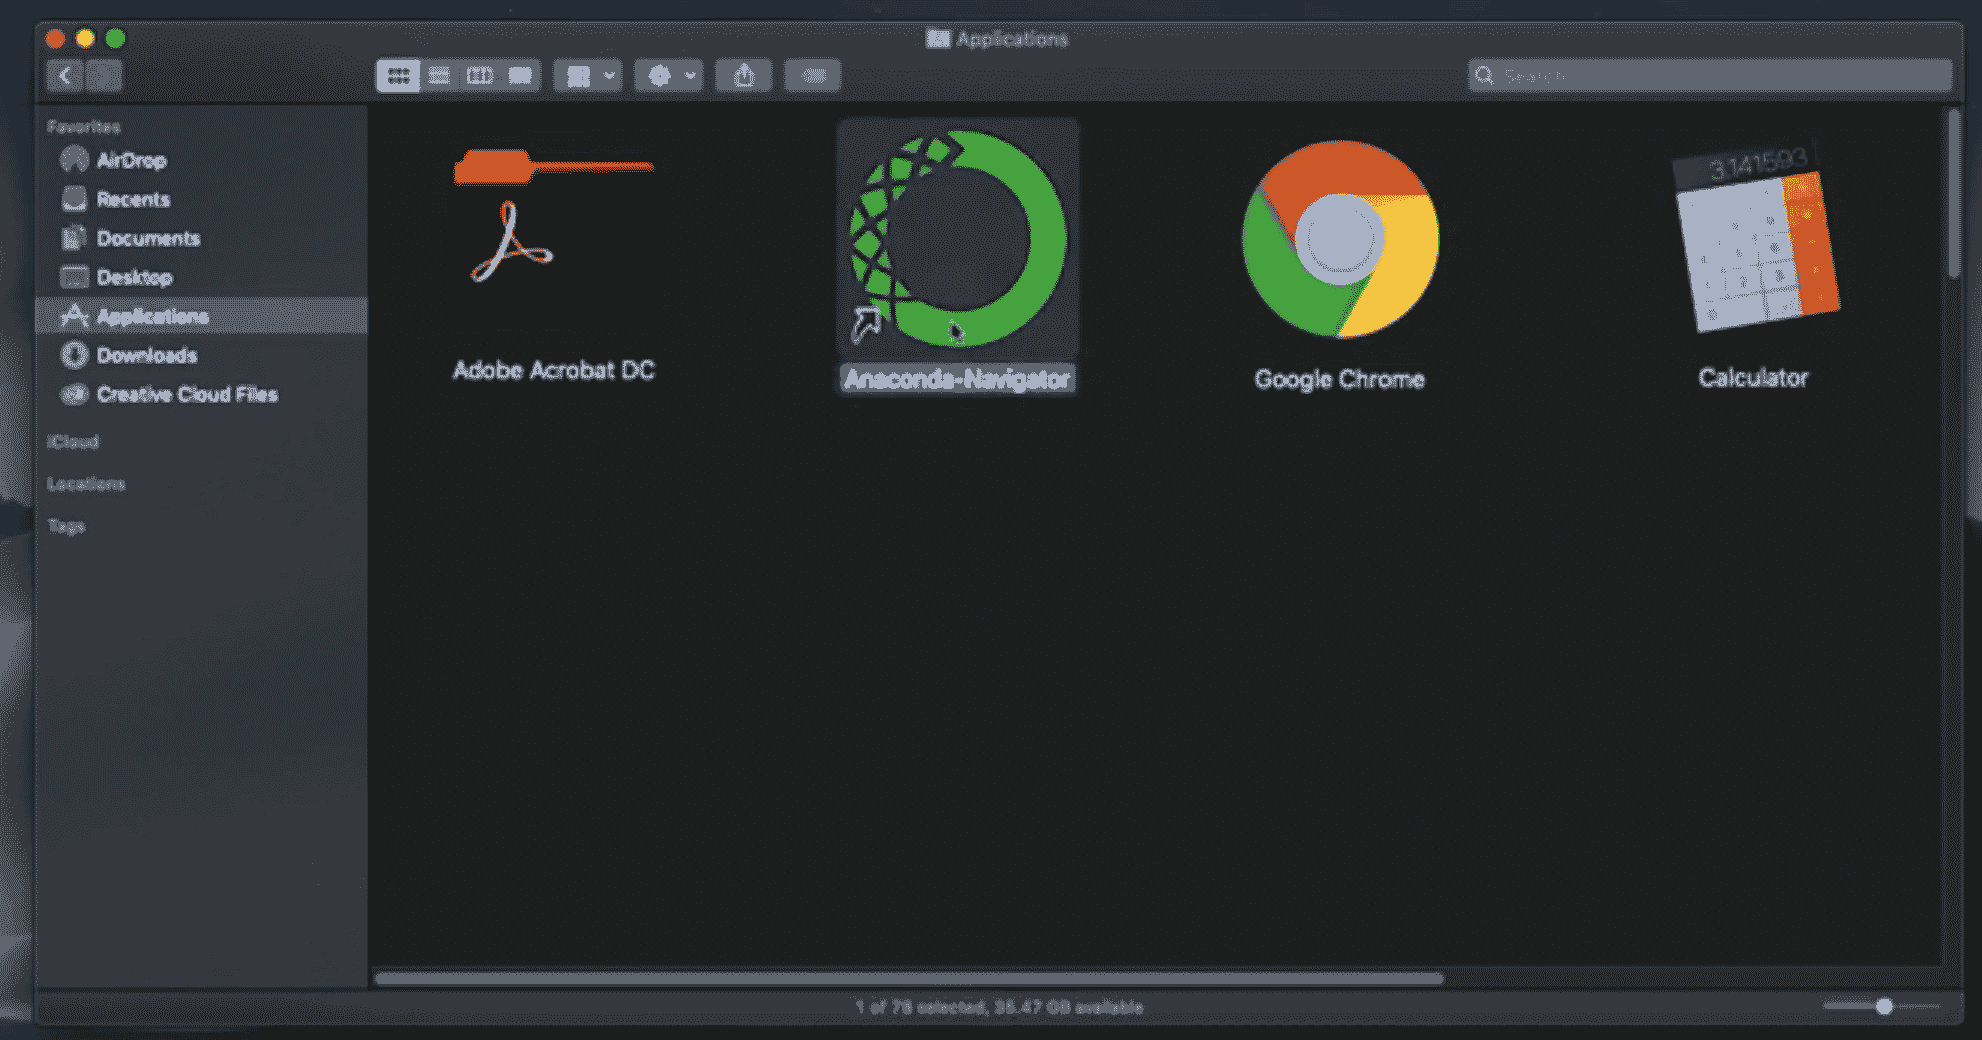 Applications
Search
Favorites
AirDrop
Recents
Documents
Desktop
Applications
Downloads
Creative Cloud Files
iCloud
Locations
Tags
Adobe Acrobat DC
Anaconda-Navigator
Google Chrome
3.141593
Calculator
1 of 78 selected, 35.47 GB available